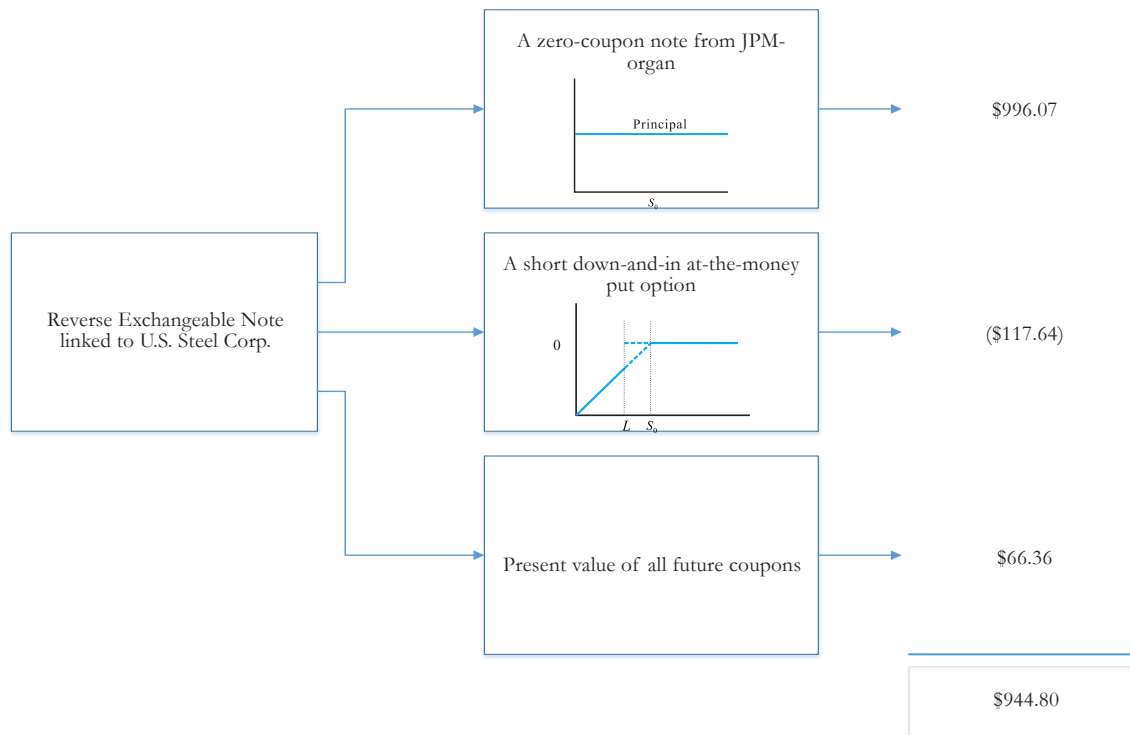 A zero-coupon note from JPM-
organ
Principal
S₀
$996.07
Reverse Exchangeable Note
linked to U.S. Steel Corp.
A short down-and-in at-the-money
put option
0
L S₀
($117.64)
Present value of all future coupons
$66.36
$944.80